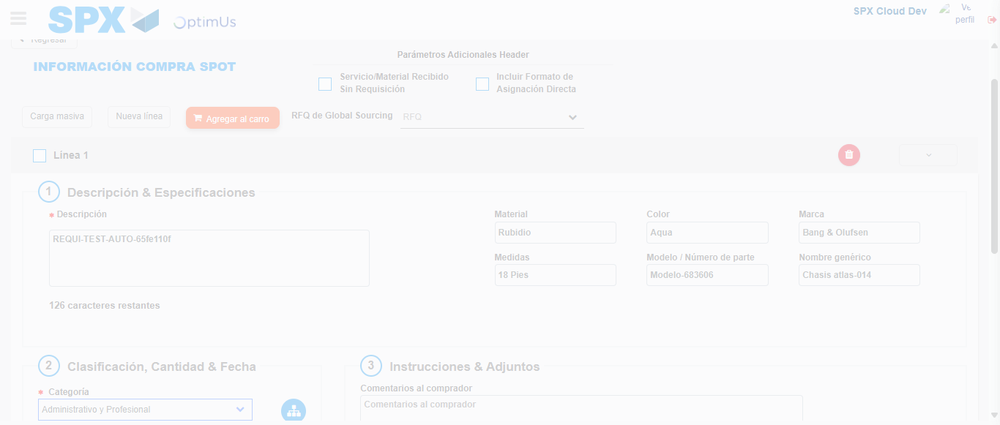 SPX OptimUs
SPX Cloud Dev
perfil
Regresar
INFORMACIÓN COMPRA SPOT
Parámetros Adicionales Header
Servicio/Material Recibido
Sin Requisición
Incluir Formato de
Asignación Directa
Carga masiva
Nueva línea
Agregar al carro
RFQ de Global Sourcing
RFQ
Línea 1
1 Descripción & Especificaciones
* Descripción
REQUI-TEST-AUTO-65fe110f
126 caracteres restantes
Material
Color
Marca
Rubidio
Aqua
Bang & Olufsen
Medidas
Modelo / Número de parte
Nombre genérico
18 Pies
Modelo-683606
Chasis atlas-014
2 Clasificación, Cantidad & Fecha
* Categoría
Administrativo y Profesional
3 Instrucciones & Adjuntos
Comentarios al comprador
Comentarios al comprador